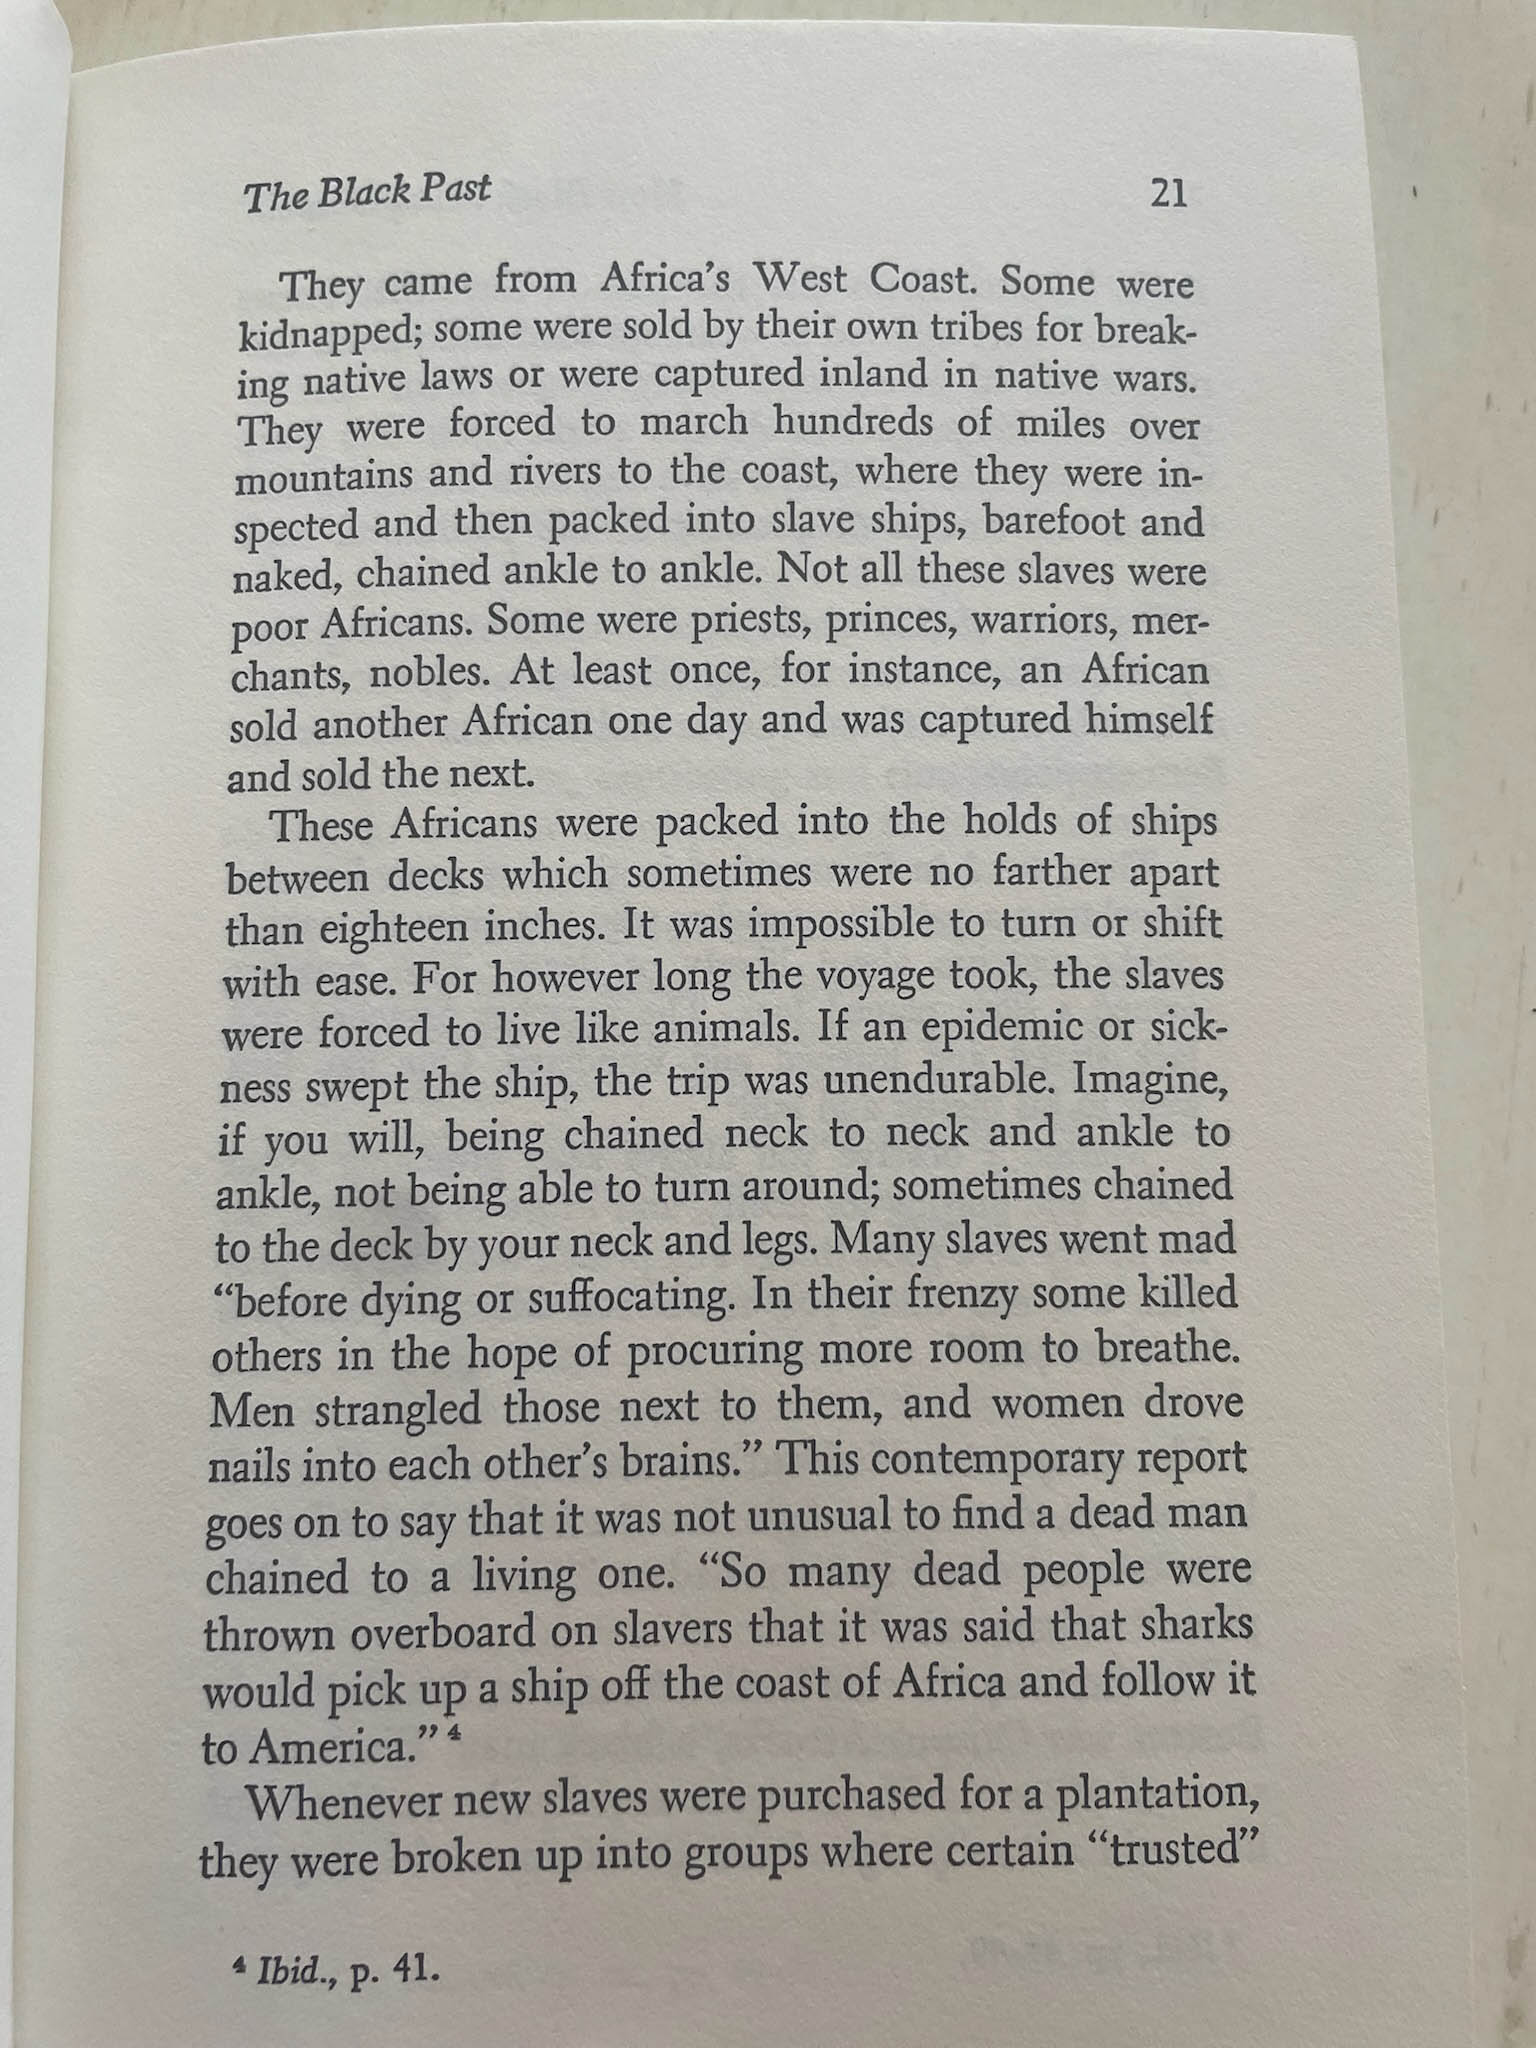 The Black Past 21
They came from Africa’s West Coast. Some were
kidnapped; some were sold by their own tribes for break-
ing native laws or were captured inland in native wars.
They were forced to march hundreds of miles over
mountains and rivers to the coast, where they were in-
spected and then packed into slave ships, barefoot and
naked, chained ankle to ankle. Not all these slaves were
poor Africans. Some were priests, princes, warriors, mer-
chants, nobles. At least once, for instance, an African
sold another African one day and was captured himself
and sold the next.
These Africans were packed into the holds of ships
between decks which sometimes were no farther apart
than eighteen inches. It was impossible to turn or shift
with ease. For however long the voyage took, the slaves
were forced to live like animals. If an epidemic or sick-
ness swept the ship, the trip was unendurable. Imagine,
if you will, being chained neck to neck and ankle to
ankle, not being able to turn around; sometimes chained
to the deck by your neck and legs. Many slaves went mad
“before dying or suffocating. In their frenzy some killed
others in the hope of procuring more room to breathe.
Men strangled those next to them, and women drove
nails into each other’s brains.” This contemporary report
goes on to say that it was not unusual to find a dead man
chained to a living one. “So many dead people were
thrown overboard on slavers that it was said that sharks
would pick up a ship off the coast of Africa and follow it
to America.” ⁴
Whenever new slaves were purchased for a plantation,
they were broken up into groups where certain “trusted”
⁴ Ibid., p. 41.